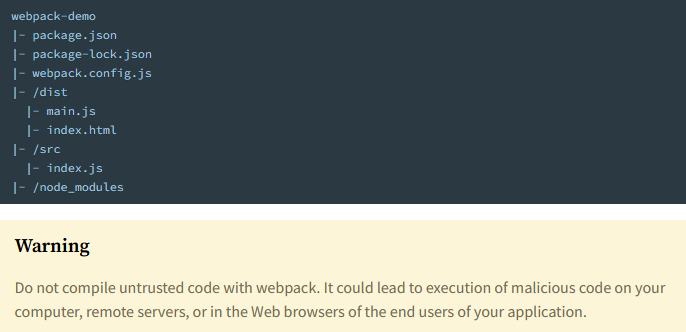 webpack-demo
|- package.json
|- package-lock.json
|- webpack.config.js
|- /dist
  |- main.js
  |- index.html
|- /src
  |- index.js
|- /node_modules
Warning
Do not compile untrusted code with webpack. It could lead to execution of malicious code on your
computer, remote servers, or in the Web browsers of the end users of your application.